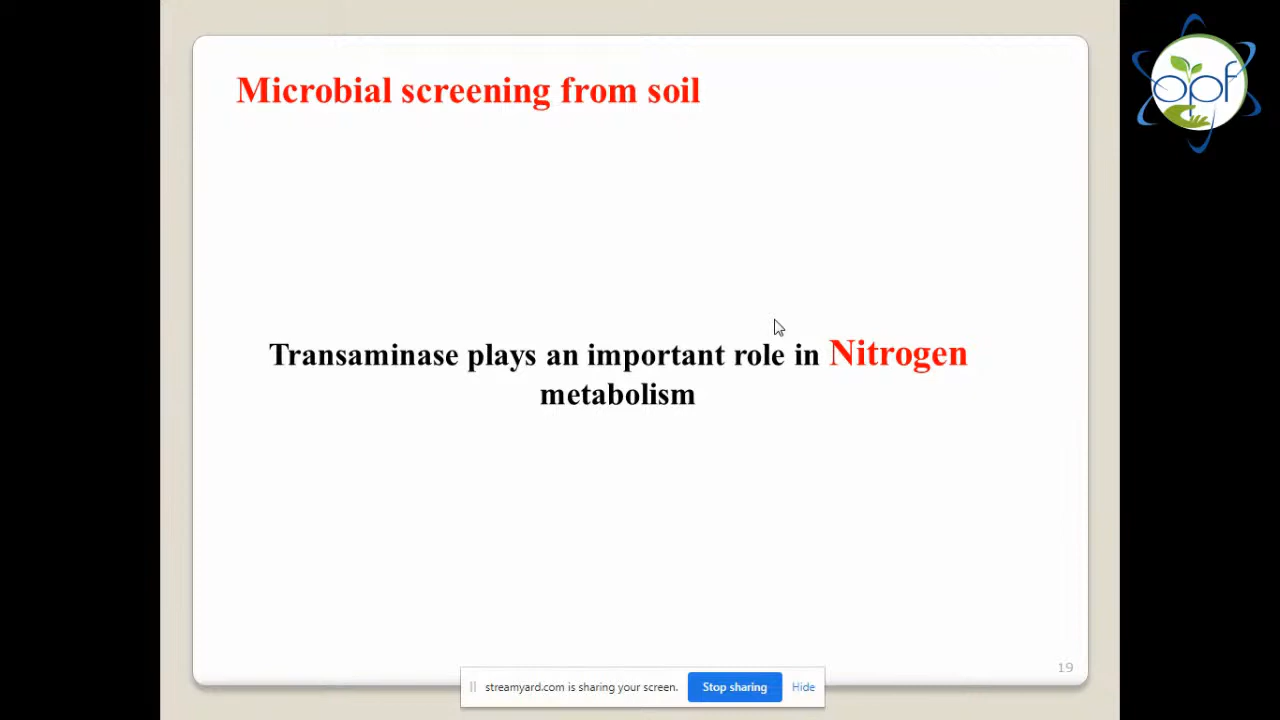 Microbial screening from soil
opf
Transaminase plays an important role in Nitrogen
metabolism
19
streamyard.com is sharing your screen.
Stop sharing
Hide